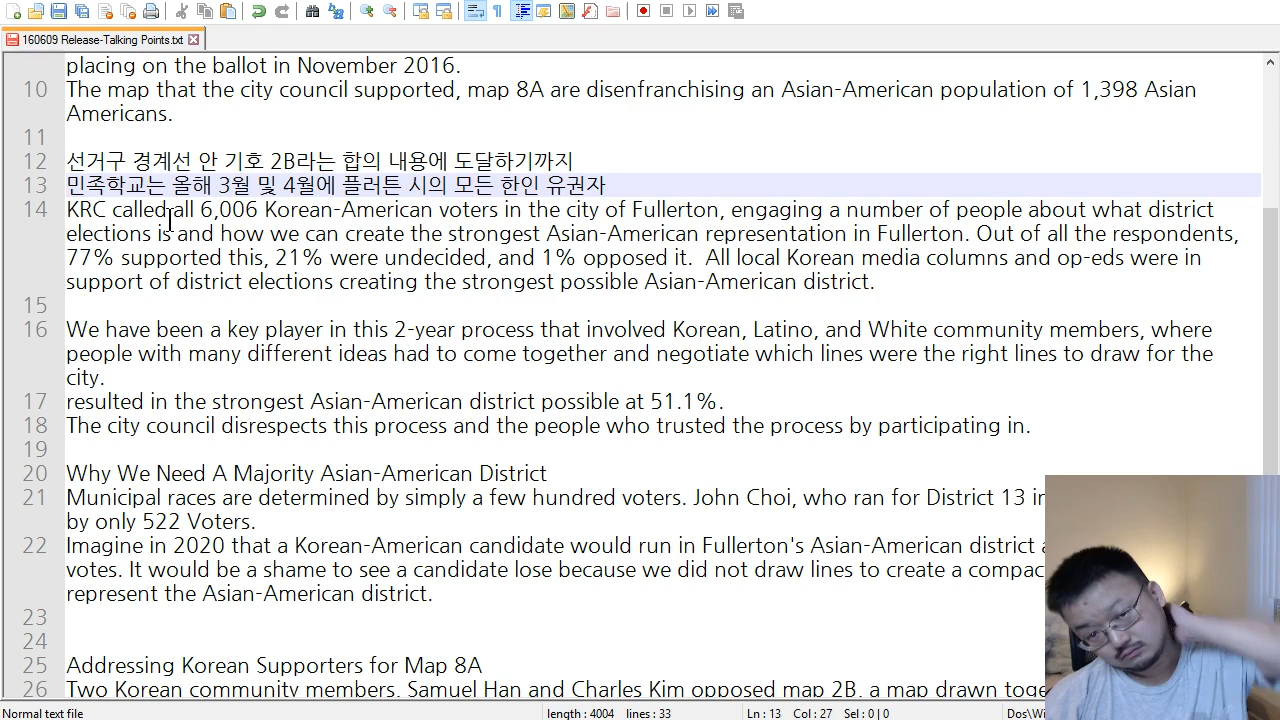 160609 Release-Talking Points.txt
placing on the ballot in November 2016.
10 The map that the city council supported, map 8A are disenfranchising an Asian-American population of 1,398 Asian
Americans.
11
12 선거구 경계선 안 기호 2B라는 합의 내용에 도달하기까지
13 민족학교는 올해 3월 및 4월에 플러튼 시의 모든 한인 유권자
14 KRC called all 6,006 Korean-American voters in the city of Fullerton, engaging a number of people about what district
elections is and how we can create the strongest Asian-American representation in Fullerton. Out of all the respondents,
77% supported this, 21% were undecided, and 1% opposed it.  All local Korean media columns and op-eds were in
support of district elections creating the strongest possible Asian-American district.
15
16 We have been a key player in this 2-year process that involved Korean, Latino, and White community members, where
people with many different ideas had to come together and negotiate which lines were the right lines to draw for the
city.
17 resulted in the strongest Asian-American district possible at 51.1%.
18 The city council disrespects this process and the people who trusted the process by participating in.
19
20 Why We Need A Majority Asian-American District
21 Municipal races are determined by simply a few hundred voters. John Choi, who ran for District 13 in
by only 522 Voters.
22 Imagine in 2020 that a Korean-American candidate would run in Fullerton's Asian-American district
votes. It would be a shame to see a candidate lose because we did not draw lines to create a
represent the Asian-American district.
23
24
25 Addressing Korean Supporters for Map 8A
26 Two Korean community members, Samuel Han and Charles Kim opposed map 2B, a map drawn
Normal text file length : 4004 lines : 33 Ln : 13 Col : 27 Sel : 0 | 0